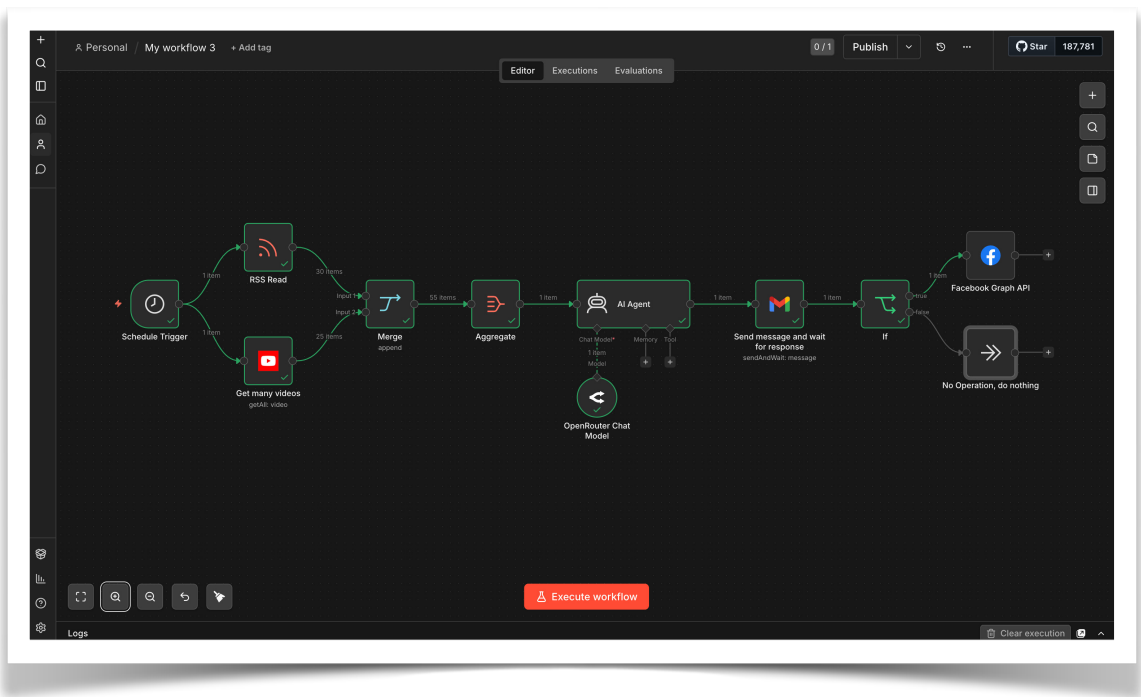 Personal / My workflow 3 + Add tag
0 / 1
Publish
Star 187,781
Editor Executions Evaluations
1 item
RSS Read
30 items
Schedule Trigger
1 item
Get many videos
getAll: video
25 items
Input 1
Input 2
Merge
append
55 items
Aggregate
1 item
AI Agent
Chat Model*
Memory
Tool
1 item
Model
OpenRouter Chat
Model
1 item
Send message and wait
for response
sendAndWait: message
1 item
If
true
false
1 item
Facebook Graph API
No Operation, do nothing
Execute workflow
Logs
Clear execution